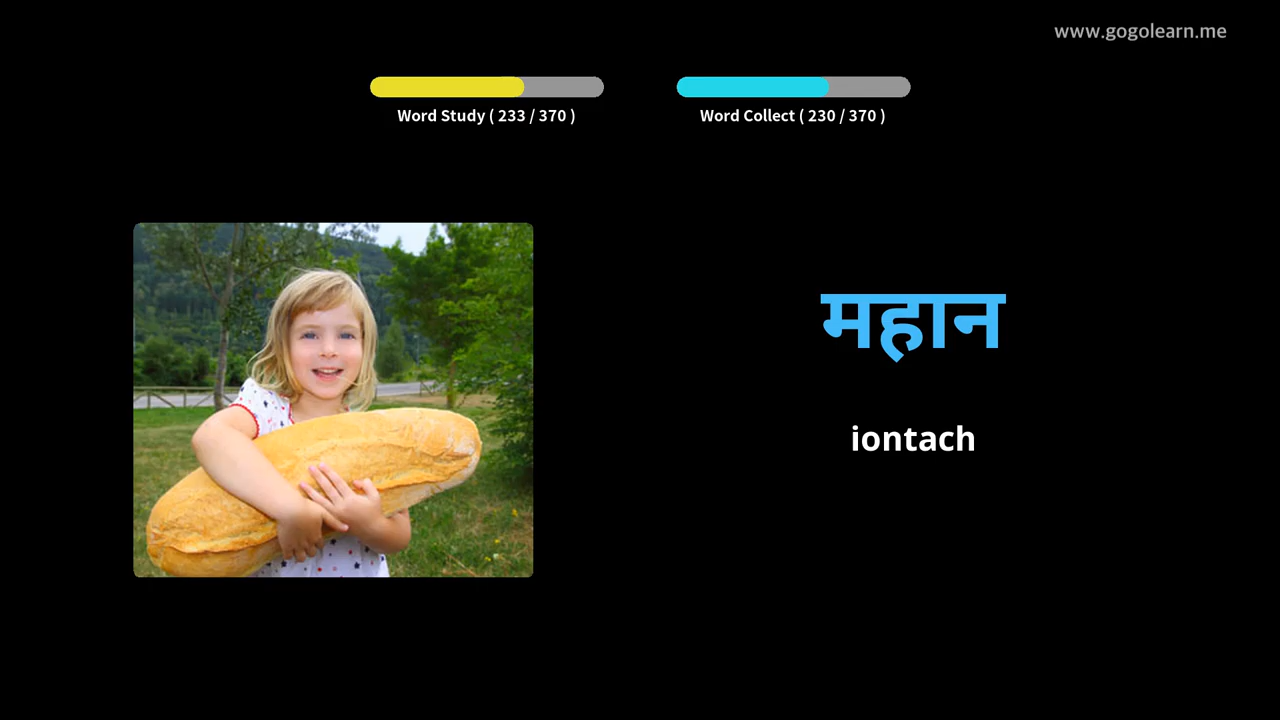 www.gogolearn.me
Word Study ( 233 / 370 )
Word Collect ( 230 / 370 )
महान
iontach